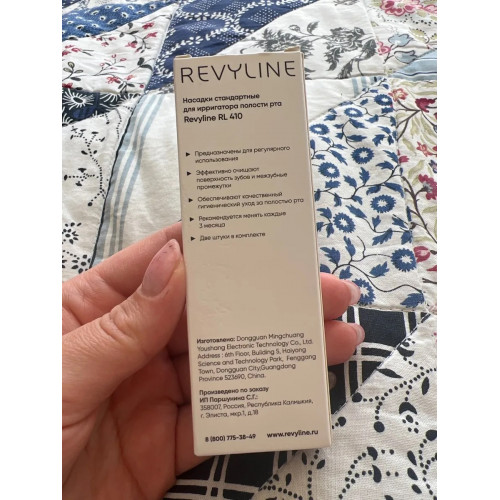 REVYLINE
Насадки стандартные
для ирригатора полости рта
Revyline RL 410
Предназначены для регулярного
использования
Эффективно очищают
поверхность зубов и межзубные
промежутки
Обеспечивают качественный
гигиенический уход за полостью рта
Рекомендуется менять каждые
3 месяца
Две штуки в комплекте
Изготовлено: Dongguan Mingchuang
Youshang Electronic Technology Co., Ltd.
Address : 6th Floor, Building 5, Haiyong
Science and Technology Park, Fenggang
Town, Dongguan City,Guangdong
Province 523690, China.
Произведено по заказу
ИП Паршунина С.Г.:
358007, Россия, Республика Калмыкия,
г. Элиста, мкр.1, д.18
8 (800) 775-38-49 www.revyline.ru